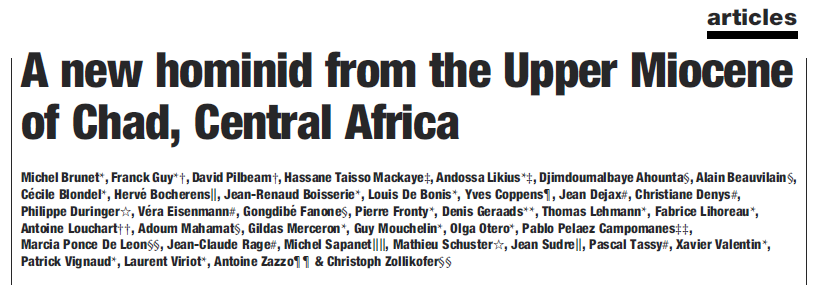 articles
A new hominid from the Upper Miocene
of Chad, Central Africa
Michel Brunet*, Franck Guy*†, David Pilbeam†, Hassane Taisso Mackaye‡, Andossa Likius*‡, Djimdoumalbaye Ahounta§, Alain Beauvilain§,
Cécile Blondel*, Hervé Bocherens||, Jean-Renaud Boisserie*, Louis De Bonis*, Yves Coppens¶, Jean Dejax#, Christiane Denys#,
Philippe Duringer☆, Véra Eisenmann#, Gongdibé Fanone§, Pierre Fronty*, Denis Geraads**, Thomas Lehmann*, Fabrice Lihoreau*,
Antoine Louchart††, Adoum Mahamat§, Gildas Merceron*, Guy Mouchelin*, Olga Otero*, Pablo Pelaez Campomanes‡‡,
Marcia Ponce De Leon§§, Jean-Claude Rage#, Michel Sapanet||||, Mathieu Schuster☆, Jean Sudre||, Pascal Tassy#, Xavier Valentin*,
Patrick Vignaud*, Laurent Viriot*, Antoine Zazzo¶¶ & Christoph Zollikofer§§